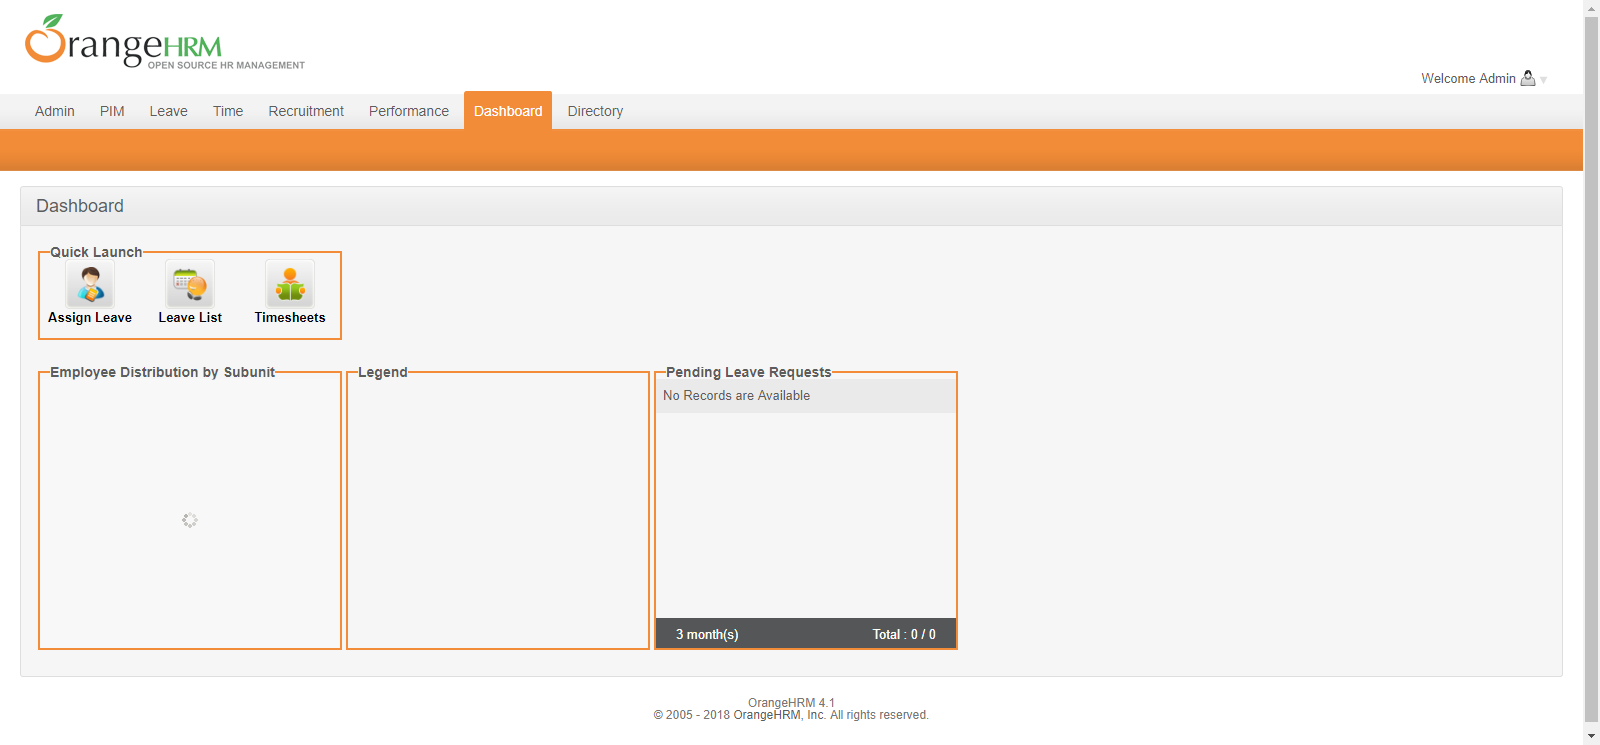 OrangeHRM
OPEN SOURCE HR MANAGEMENT
Welcome Admin
Admin PIM Leave Time Recruitment Performance Dashboard Directory
Dashboard
Quick Launch
Assign Leave Leave List Timesheets
Employee Distribution by Subunit Legend Pending Leave Requests
No Records are Available
3 month(s) Total : 0 / 0
OrangeHRM 4.1
© 2005 - 2018 OrangeHRM, Inc. All rights reserved.